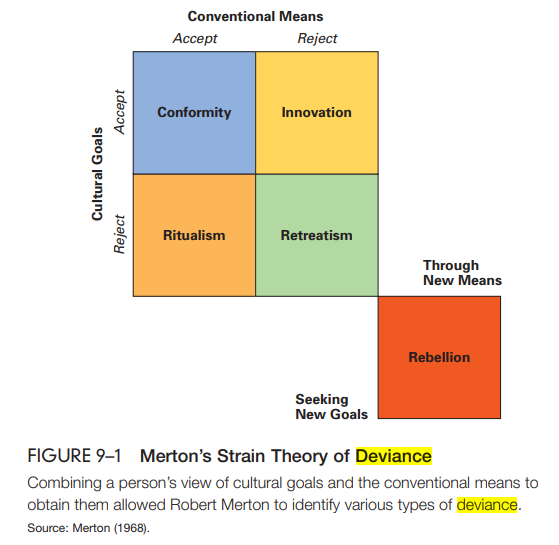 Conventional Means
Accept Reject
Cultural Goals
Accept
Conformity Innovation
Reject
Ritualism Retreatism
Through
New Means
Rebellion
Seeking
New Goals
FIGURE 9–1 Merton’s Strain Theory of Deviance
Combining a person’s view of cultural goals and the conventional means to
obtain them allowed Robert Merton to identify various types of deviance.
Source: Merton (1968).